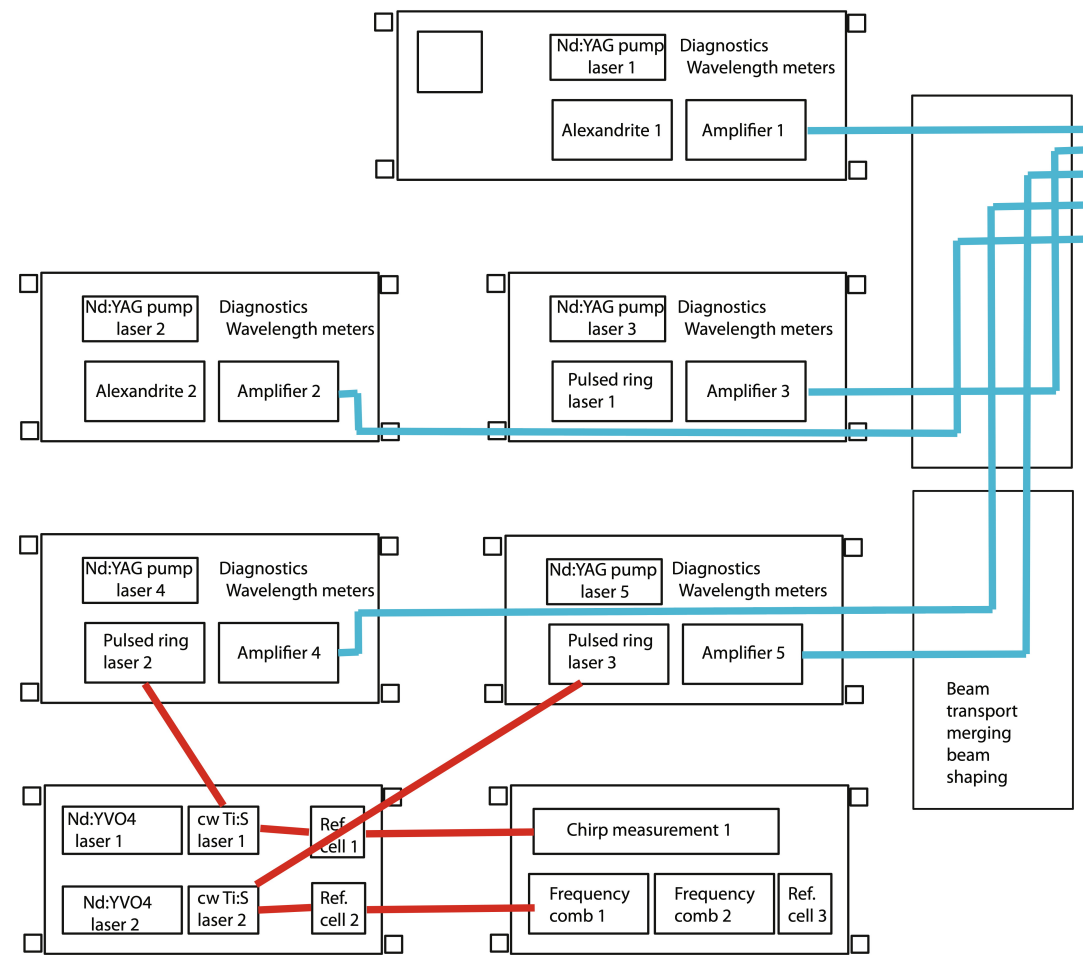 Nd:YAG pump
laser 1
Diagnostics
Wavelength meters
Alexandrite 1
Amplifier 1
Nd:YAG pump
laser 2
Diagnostics
Wavelength meters
Alexandrite 2
Amplifier 2
Nd:YAG pump
laser 3
Diagnostics
Wavelength meters
Pulsed ring
laser 1
Amplifier 3
Nd:YAG pump
laser 4
Diagnostics
Wavelength meters
Pulsed ring
laser 2
Amplifier 4
Nd:YAG pump
laser 5
Diagnostics
Wavelength meters
Pulsed ring
laser 3
Amplifier 5
Beam
transport
merging
beam
shaping
Nd:YVO4
laser 1
cw Ti:S
laser 1
Ref.
cell 1
Nd:YVO4
laser 2
cw Ti:S
laser 2
Ref.
cell 2
Chirp measurement 1
Frequency
comb 1
Frequency
comb 2
Ref.
cell 3